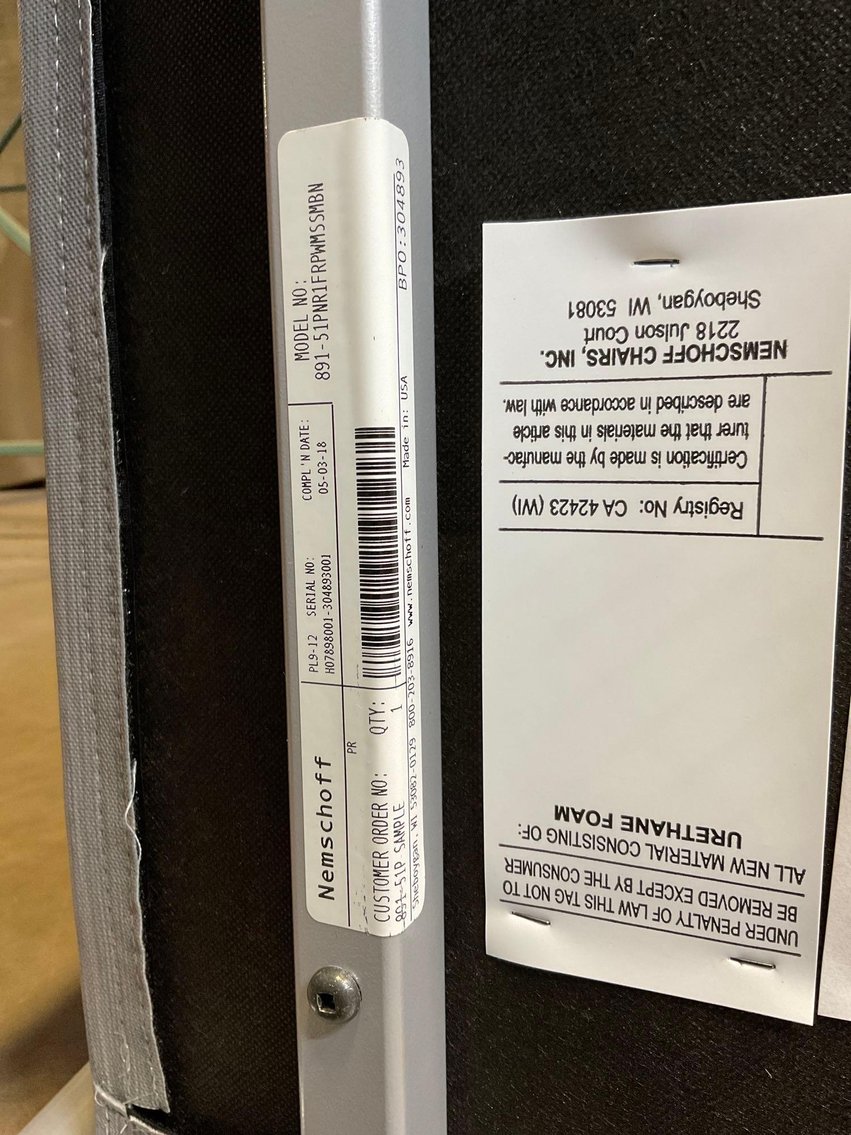 Nemschoff
PL9-12 SERIAL NO:
H07898001-304893001
COMPL'N DATE:
05-03-18
MODEL NO:
891-51PNR1FRPWMSSMBN
PR
CUSTOMER ORDER NO:
891-51P SAMPLE
QTY:
1
BPO:304893
Sheboygan, WI 53082-0129 800-203-8916 www.nemschoff.com Made in: USA
UNDER PENALTY OF LAW THIS TAG NOT TO
BE REMOVED EXCEPT BY THE CONSUMER
ALL NEW MATERIAL CONSISTING OF:
URETHANE FOAM
Registry No: CA 42423 (WI)
Certification is made by the manufac-
turer that the materials in this article
are described in accordance with law.
NEMSCHOFF CHAIRS, INC.
2218 Julson Court
Sheboygan, WI 53081